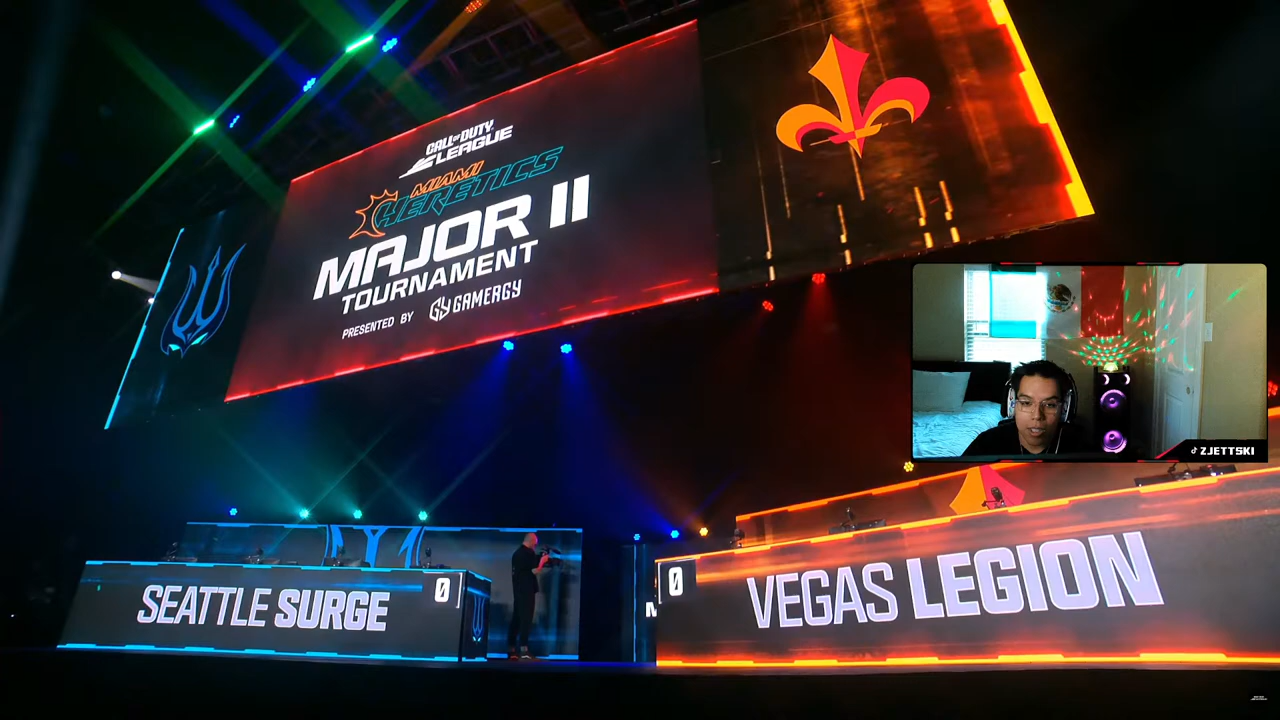 CALL OF DUTY
LEAGUE
MIAMI
HERETICS
MAJOR II
TOURNAMENT
PRESENTED BY GAMERGY
ZJETTSKI
SEATTLE SURGE
0
0
VEGAS LEGION